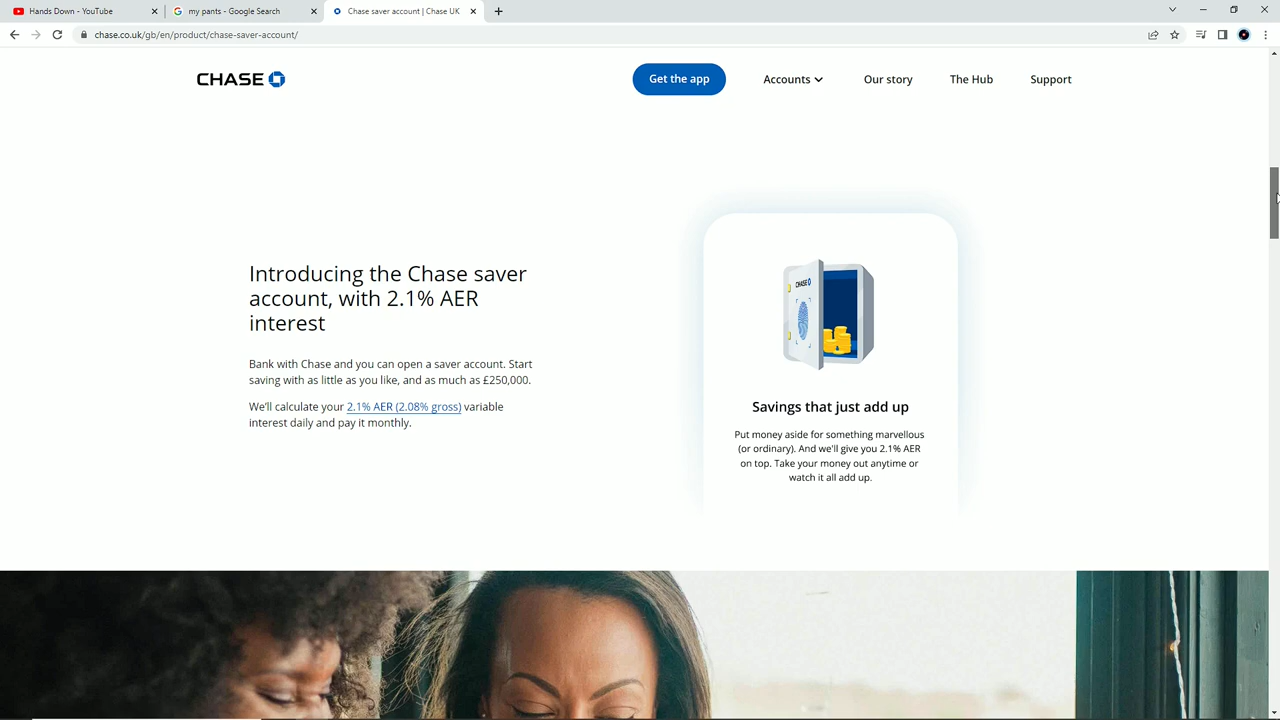 Hands Down - YouTube
my pants - Google Search
Chase saver account | Chase UK
chase.co.uk/gb/en/product/chase-saver-account/
CHASE
Get the app
Accounts
Our story
The Hub
Support
Introducing the Chase saver
account, with 2.1% AER
interest
Bank with Chase and you can open a saver account. Start
saving with as little as you like, and as much as £250,000.
We'll calculate your 2.1% AER (2.08% gross) variable
interest daily and pay it monthly.
CHASE
Savings that just add up
Put money aside for something marvellous
(or ordinary). And we'll give you 2.1% AER
on top. Take your money out anytime or
watch it all add up.